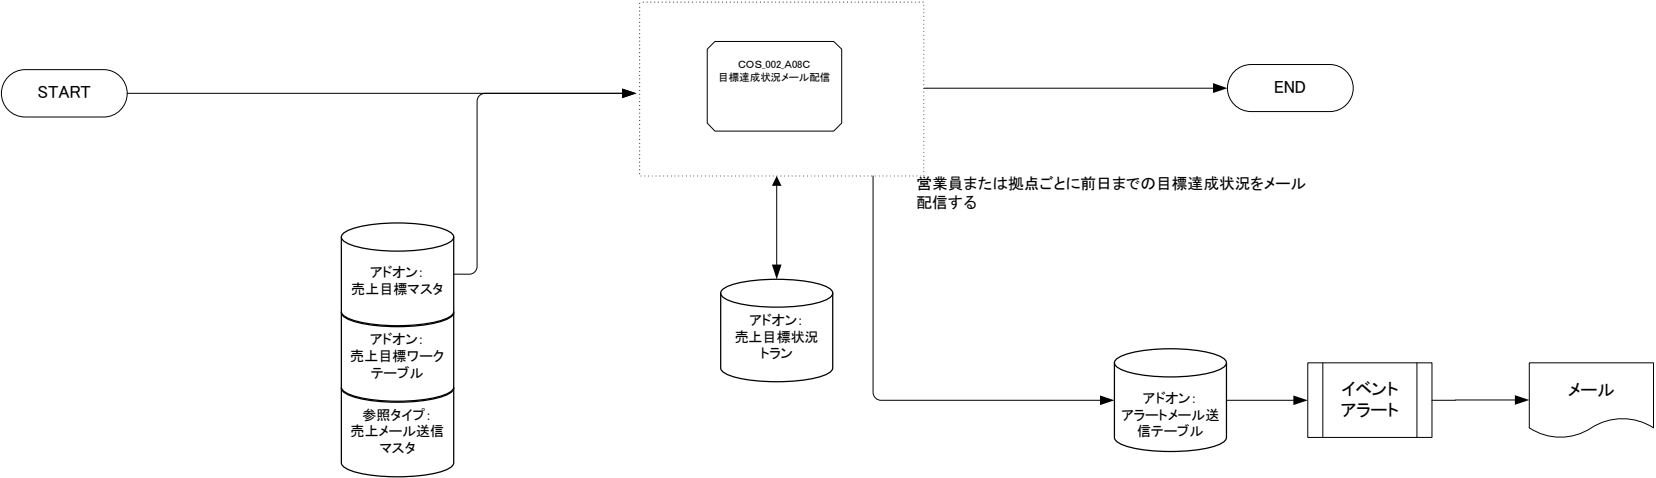 START
COS_002_A08C
目標達成状況メール配信
END
営業員または拠点ごとに前日までの目標達成状況をメール
配信する
アドオン：
売上目標マスタ
アドオン：
売上目標ワーク
テーブル
参照タイプ：
売上メール送信
マスタ
アドオン：
売上目標状況
トラン
アドオン：
アラートメール送
信テーブル
イベント
アラート
メール